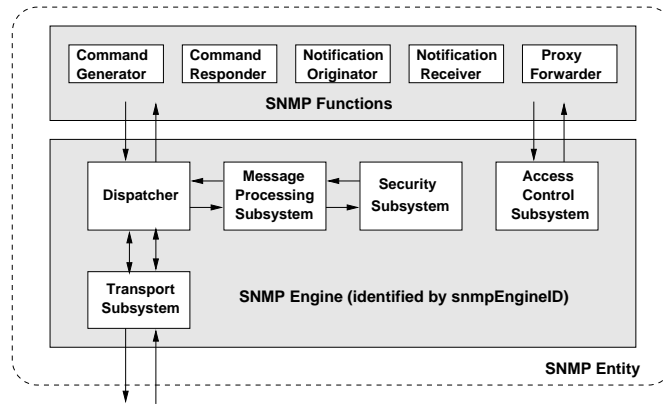 Command
Generator
Command
Responder
Notification
Originator
Notification
Receiver
Proxy
Forwarder
SNMP Functions
Dispatcher
Message
Processing
Subsystem
Security
Subsystem
Access
Control
Subsystem
Transport
Subsystem
SNMP Engine (identified by snmpEngineID)
SNMP Entity